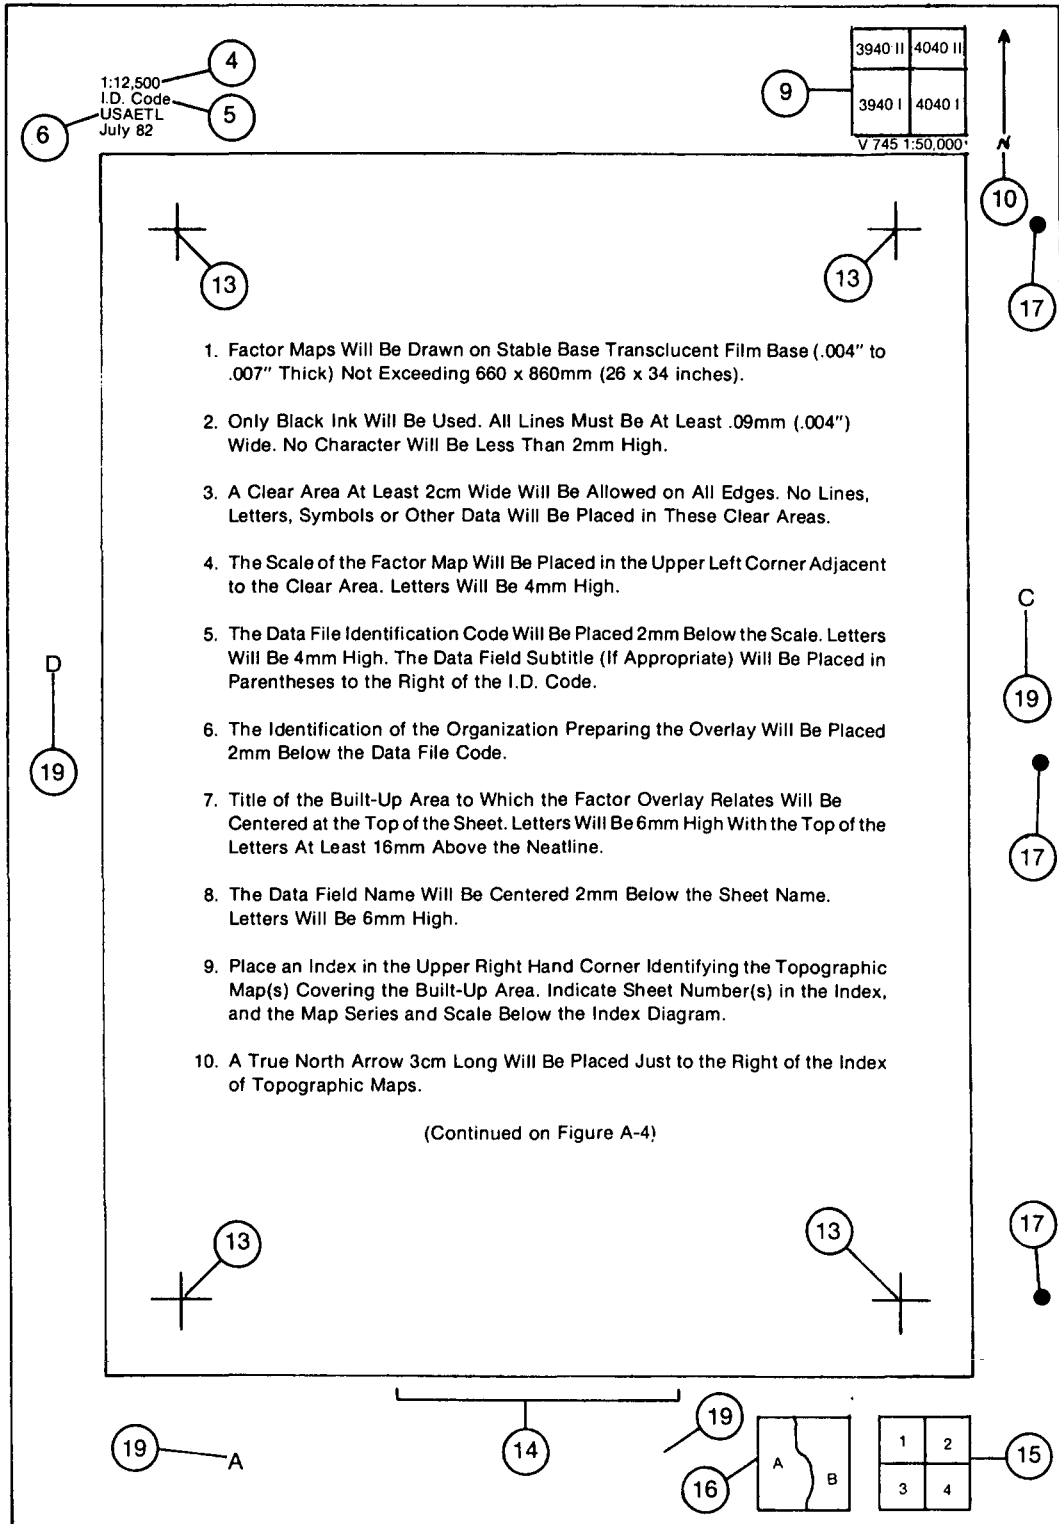 4
1:12,500
I.D. Code
USAETL
July 82
5
6
9
3940 II 4040 II
3940 I 4040 I
V 745 1:50,000
N
10
17
13
13
1. Factor Maps Will Be Drawn on Stable Base Transclucent Film Base (.004" to
.007" Thick) Not Exceeding 660 x 860mm (26 x 34 inches).
2. Only Black Ink Will Be Used. All Lines Must Be At Least .09mm (.004")
Wide. No Character Will Be Less Than 2mm High.
3. A Clear Area At Least 2cm Wide Will Be Allowed on All Edges. No Lines,
Letters, Symbols or Other Data Will Be Placed in These Clear Areas.
4. The Scale of the Factor Map Will Be Placed in the Upper Left Corner Adjacent
to the Clear Area. Letters Will Be 4mm High.
5. The Data File Identification Code Will Be Placed 2mm Below the Scale. Letters
Will Be 4mm High. The Data Field Subtitle (If Appropriate) Will Be Placed in
Parentheses to the Right of the I.D. Code.
6. The Identification of the Organization Preparing the Overlay Will Be Placed
2mm Below the Data File Code.
7. Title of the Built-Up Area to Which the Factor Overlay Relates Will Be
Centered at the Top of the Sheet. Letters Will Be 6mm High With the Top of the
Letters At Least 16mm Above the Neatline.
8. The Data Field Name Will Be Centered 2mm Below the Sheet Name.
Letters Will Be 6mm High.
9. Place an Index in the Upper Right Hand Corner Identifying the Topographic
Map(s) Covering the Built-Up Area. Indicate Sheet Number(s) in the Index,
and the Map Series and Scale Below the Index Diagram.
10. A True North Arrow 3cm Long Will Be Placed Just to the Right of the Index
of Topographic Maps.
(Continued on Figure A-4)
D
19
C
19
17
17
13
13
19
A
14
19
16
A B
1 2
3 4
15